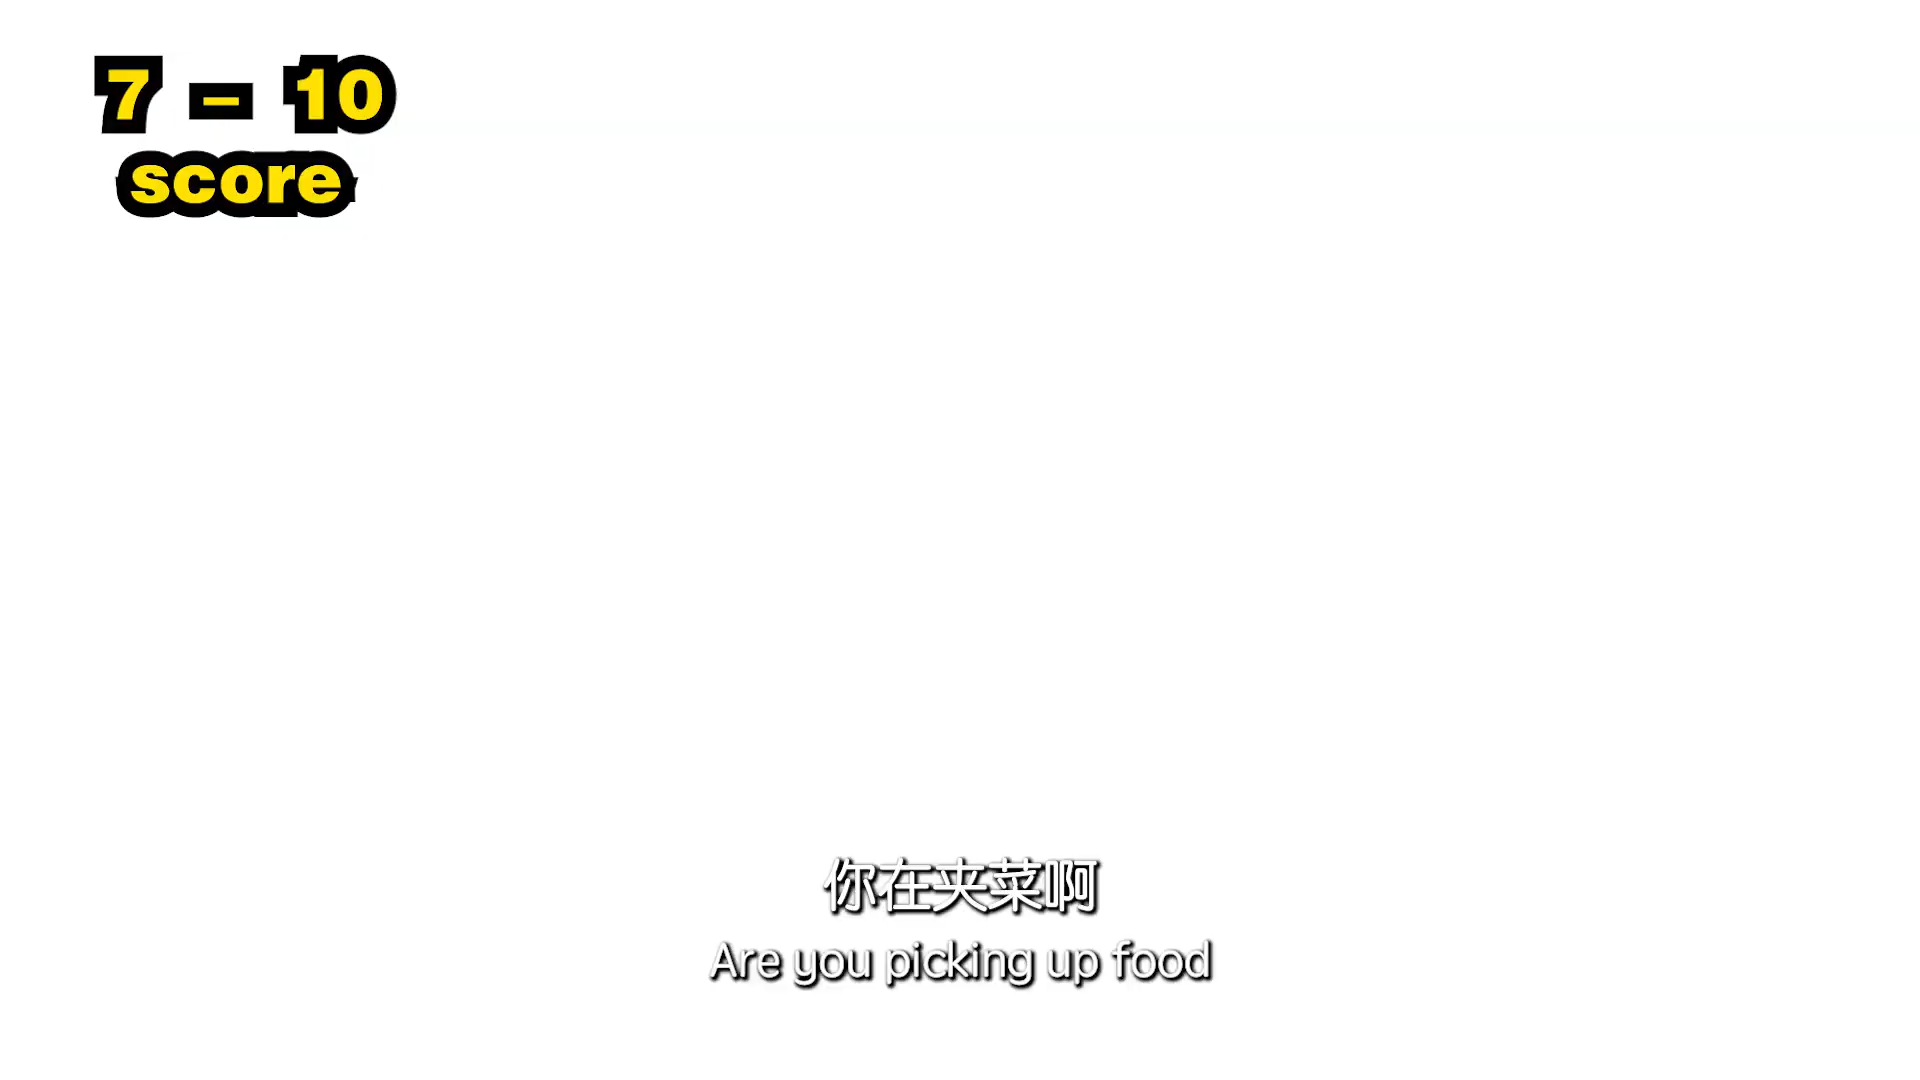 7 – 10
score
你在夹菜啊
Are you picking up food